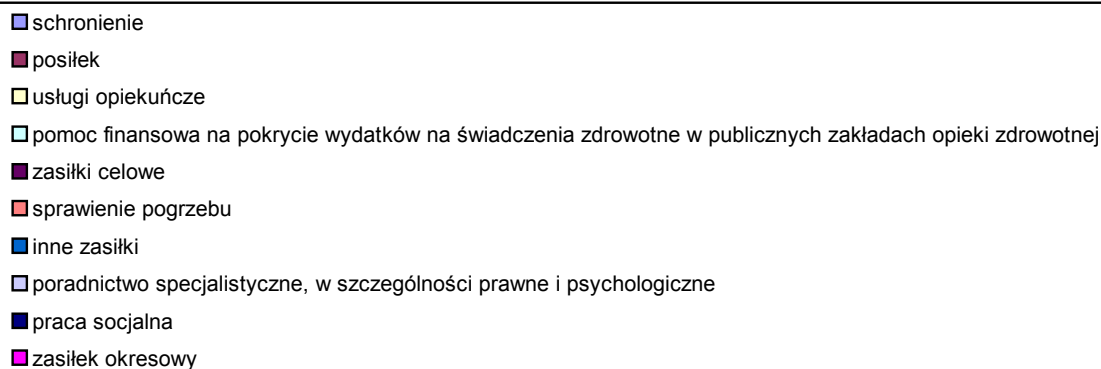 schronienie
posiłek
usługi opiekuńcze
pomoc finansowa na pokrycie wydatków na świadczenia zdrowotne w publicznych zakładach opieki zdrowotnej
zasiłki celowe
sprawienie pogrzebu
inne zasiłki
poradnictwo specjalistyczne, w szczególności prawne i psychologiczne
praca socjalna
zasiłek okresowy